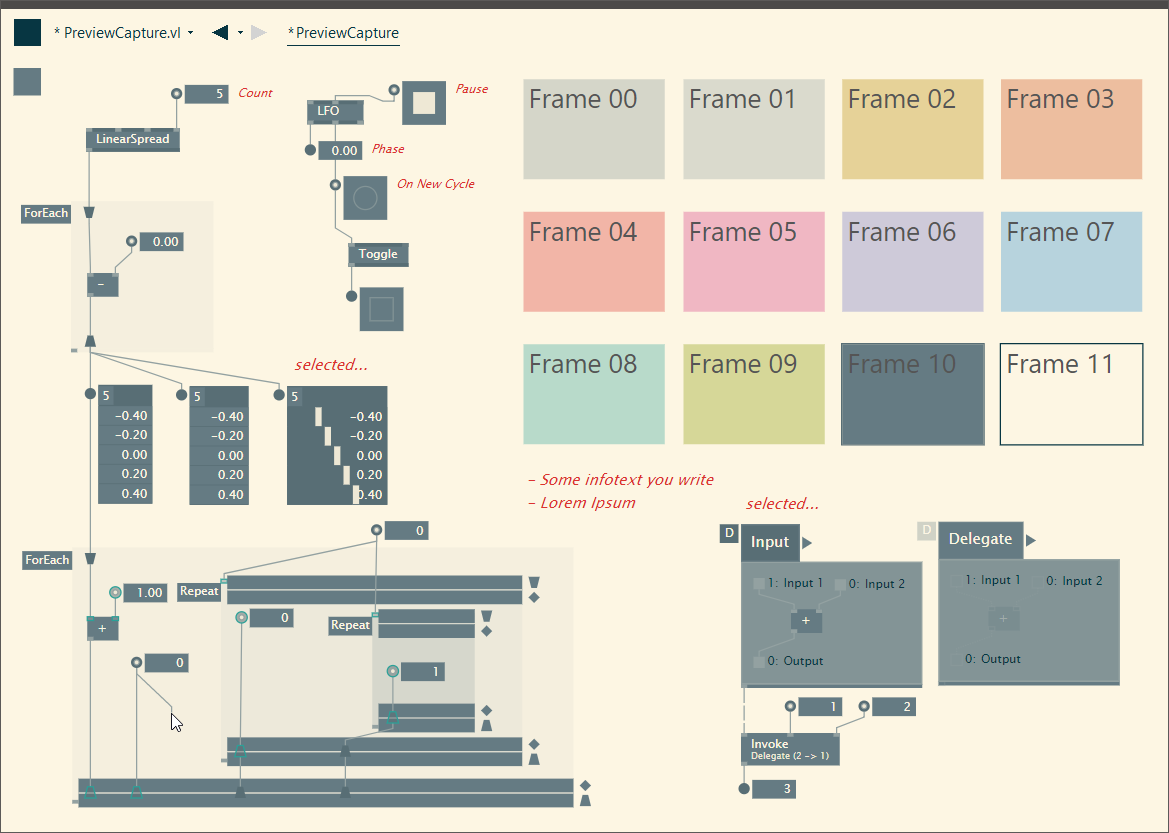 * PreviewCapture.vl
*PreviewCapture
5
Count
LinearSpread
LFO
Pause
0.00
Phase
On New Cycle
Toggle
ForEach
0.00
-
selected...
5
-0.40
-0.20
0.00
0.20
0.40
5
-0.40
-0.20
0.00
0.20
0.40
5
-0.40
-0.20
0.00
0.20
0.40
Frame 00
Frame 01
Frame 02
Frame 03
Frame 04
Frame 05
Frame 06
Frame 07
Frame 08
Frame 09
Frame 10
Frame 11
- Some infotext you write
- Lorem Ipsum
ForEach
0
1.00
Repeat
+
0
0
Repeat
1
selected...
D
Input
1: Input 1
0: Input 2
+
0: Output
1
2
Invoke
Delegate (2 -> 1)
3
D
Delegate
1: Input 1
0: Input 2
+
0: Output